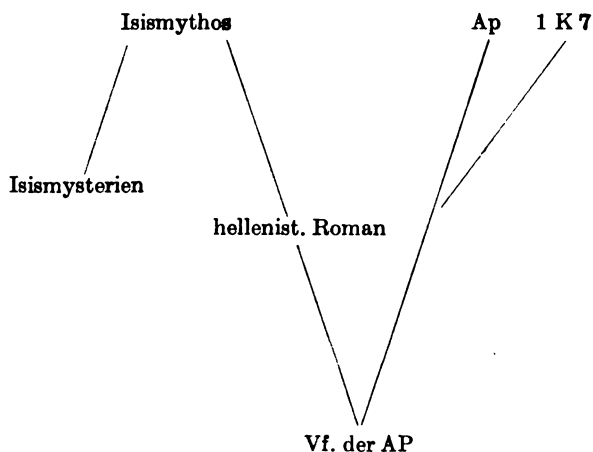 Isismythos Ap 1 K 7
Isismysterien
hellenist. Roman
Vf. der AP